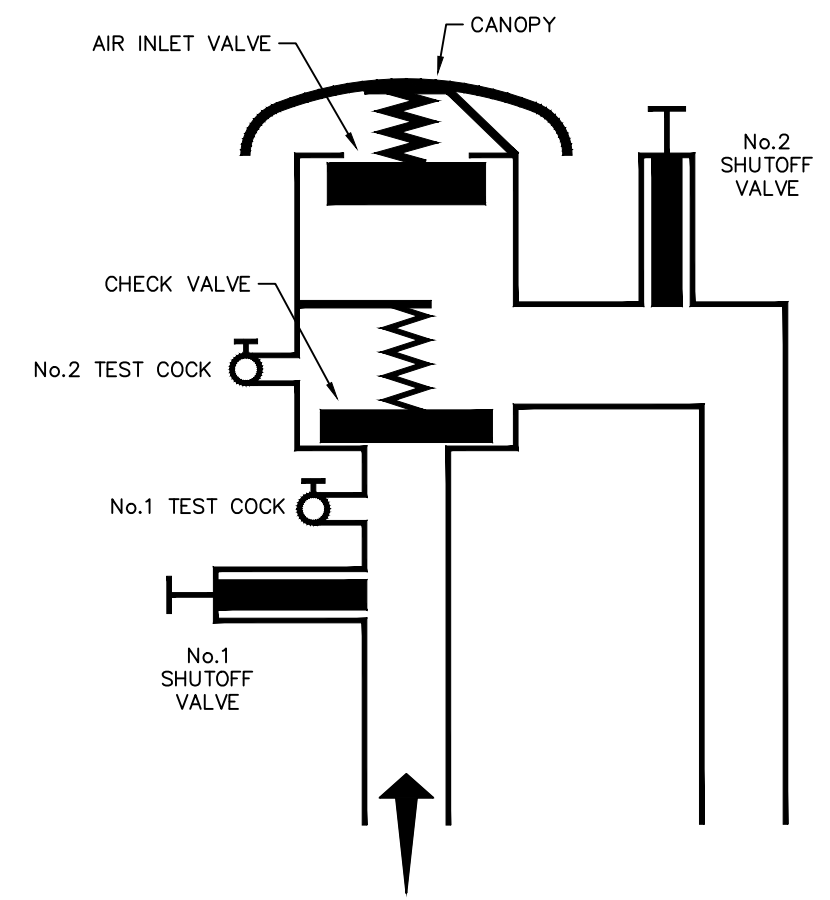 CANOPY
AIR INLET VALVE
No.2
SHUTOFF
VALVE
CHECK VALVE
No.2 TEST COCK
No.1 TEST COCK
No.1
SHUTOFF
VALVE